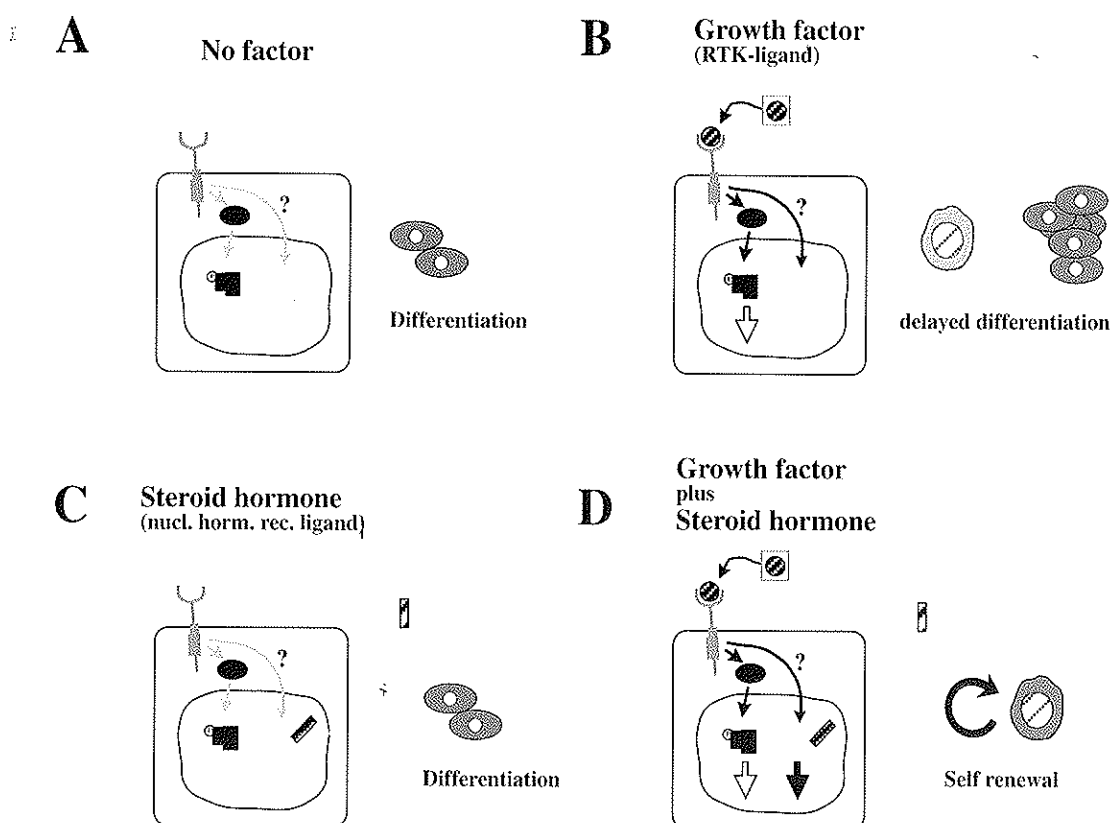 A
No factor
?
Differentiation
B
Growth factor
(RTK-ligand)
?
delayed differentiation
C
Steroid hormone
(nucl. horm. rec. ligand)
?
Differentiation
D
Growth factor
plus
Steroid hormone
?
Self renewal